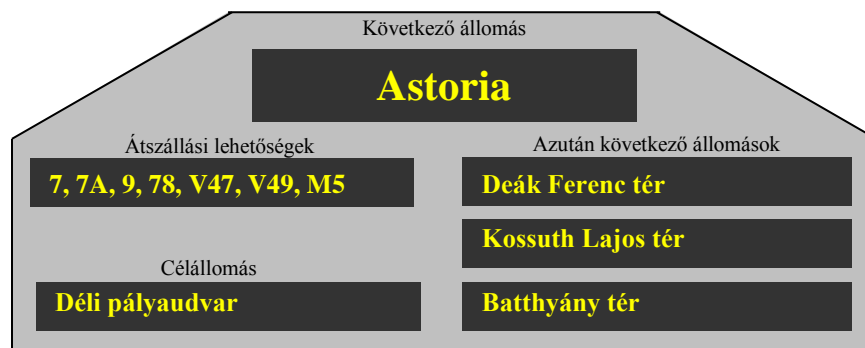 Következő állomás
Astoria
Átszállási lehetőségek
7, 7A, 9, 78, V47, V49, M5
Célállomás
Déli pályaudvar
Azután következő állomások
Deák Ferenc tér
Kossuth Lajos tér
Batthyány tér